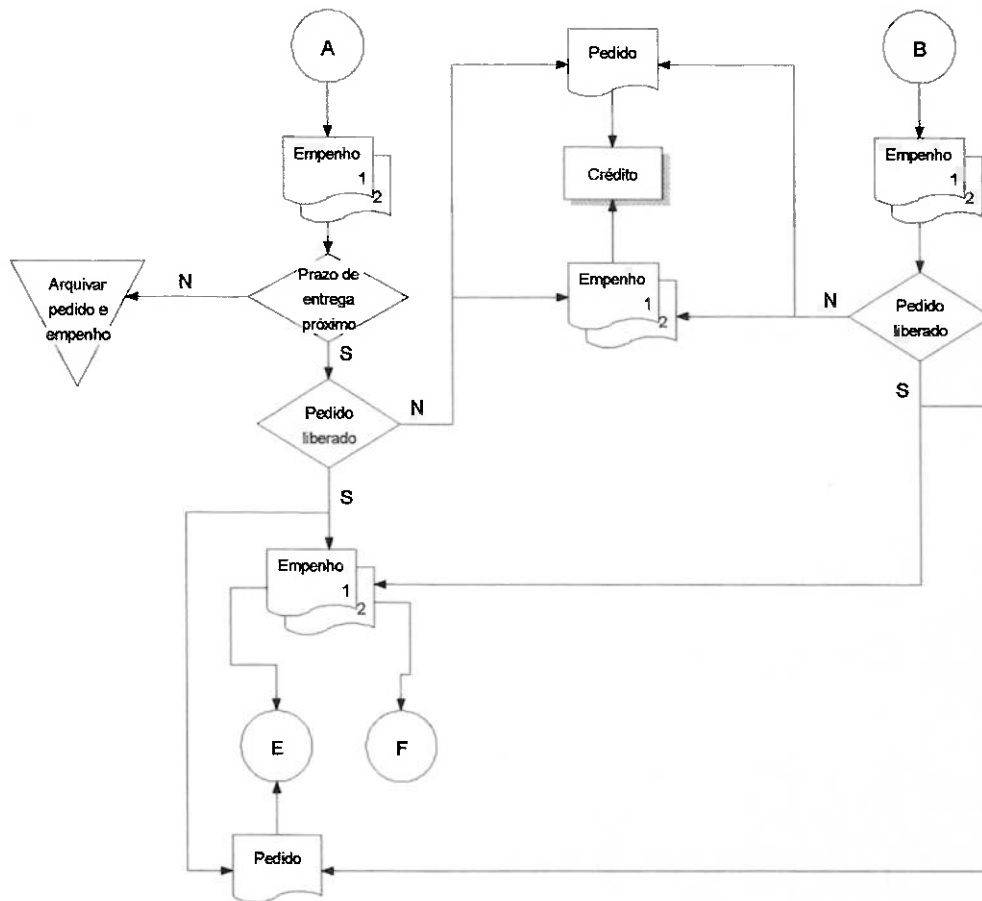 A
Pedido
B
Empenho
1
2
Crédito
Empenho
1
2
Arquivar
pedido e
empenho
N
Prazo de
entrega
próximo
Empenho
1
2
N
Pedido
liberado
S
S
Pedido
liberado
N
S
Empenho
1
2
E
F
Pedido